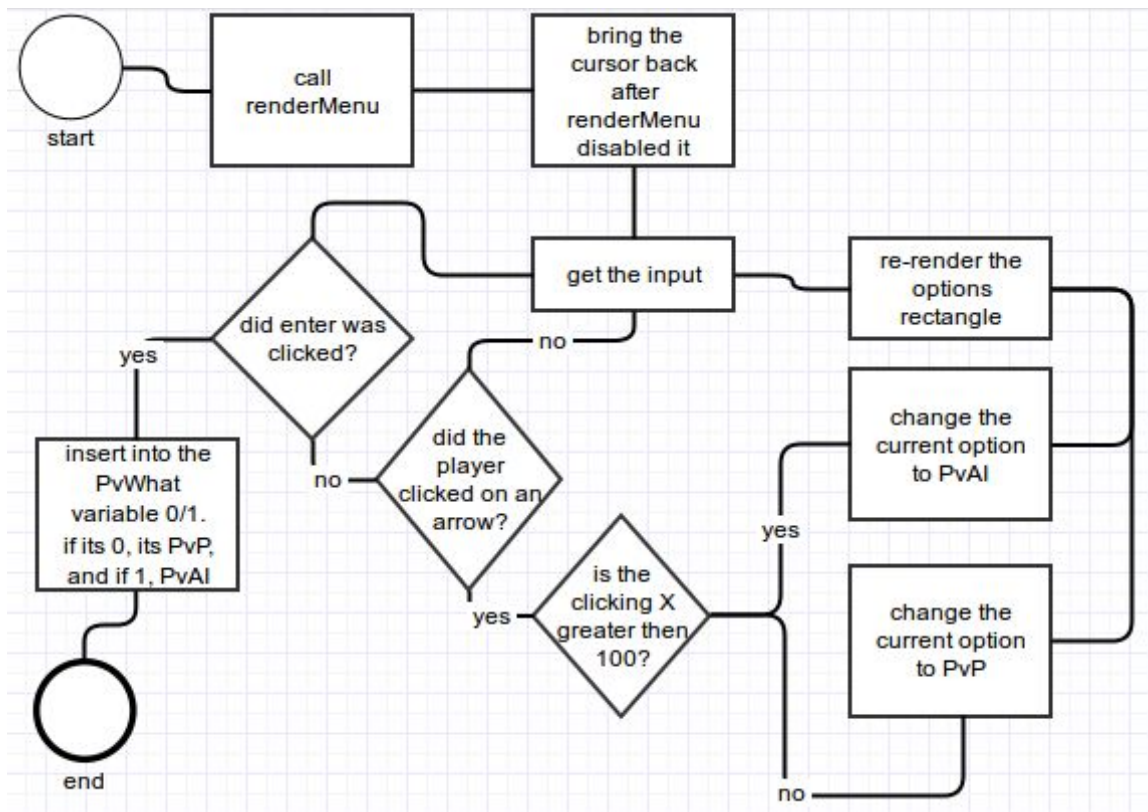 start
call
renderMenu
bring the
cursor back
after
renderMenu
disabled it
get the input
re-render the
options
rectangle
did enter was
clicked?
yes
no
no
insert into the
PvWhat
variable 0/1.
if its 0, its PvP,
and if 1, PvAI
did the
player
clicked on an
arrow?
change the
current option
to PvAI
yes
yes
is the
clicking X
greater then
100?
change the
current option
to PvP
no
end